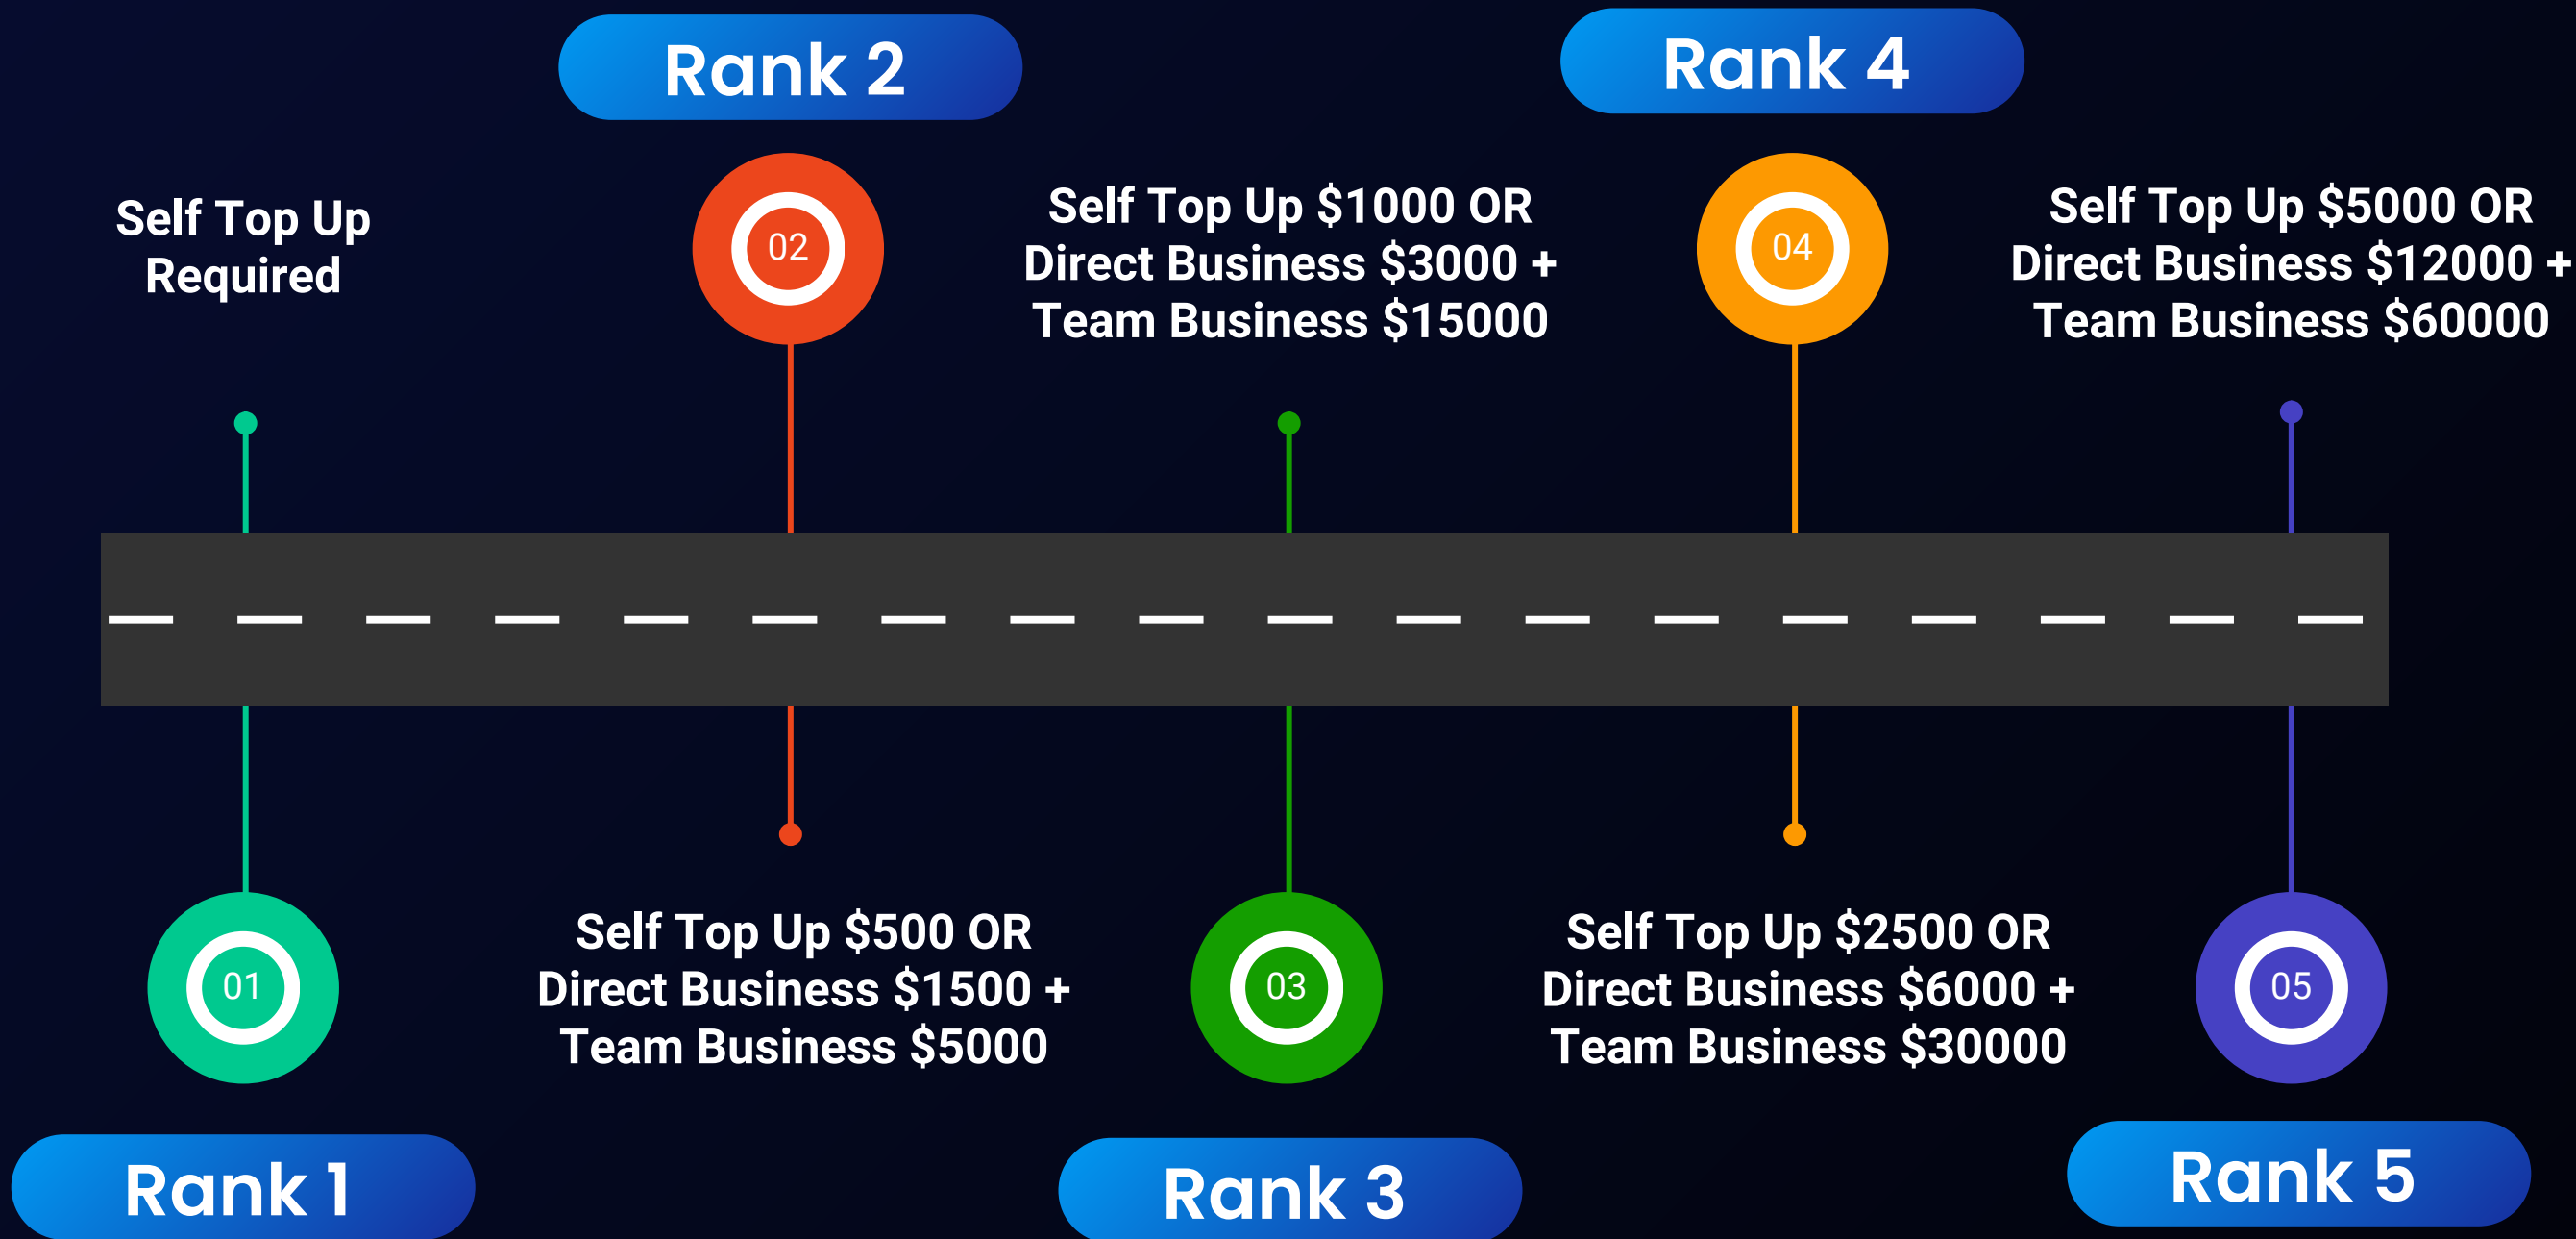 Rank 2
Rank 4
Self Top Up
Required
02
Self Top Up $1000 OR
Direct Business $3000 +
Team Business $15000
04
Self Top Up $5000 OR
Direct Business $12000 +
Team Business $60000
01
Self Top Up $500 OR
Direct Business $1500 +
Team Business $5000
03
Self Top Up $2500 OR
Direct Business $6000 +
Team Business $30000
05
Rank 1
Rank 3
Rank 5